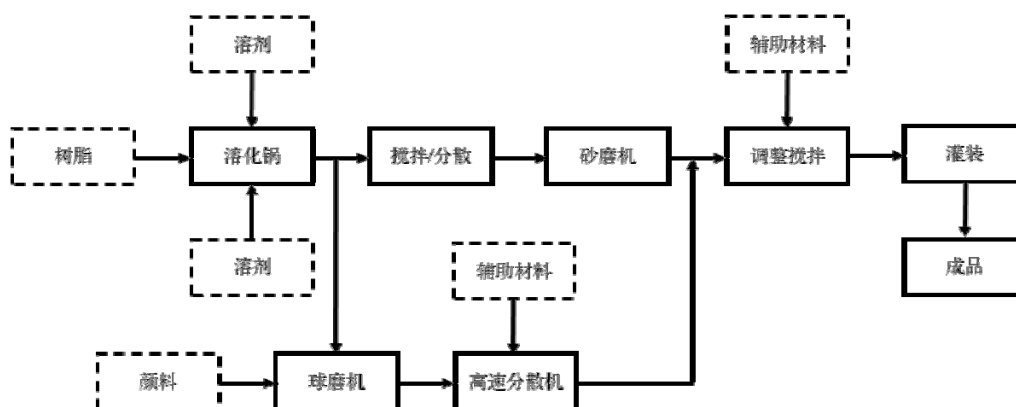 溶剂
辅助材料
树脂
溶化锅
搅拌/分散
砂磨机
调整搅拌
灌装
溶剂
辅助材料
成品
颜料
球磨机
高速分散机